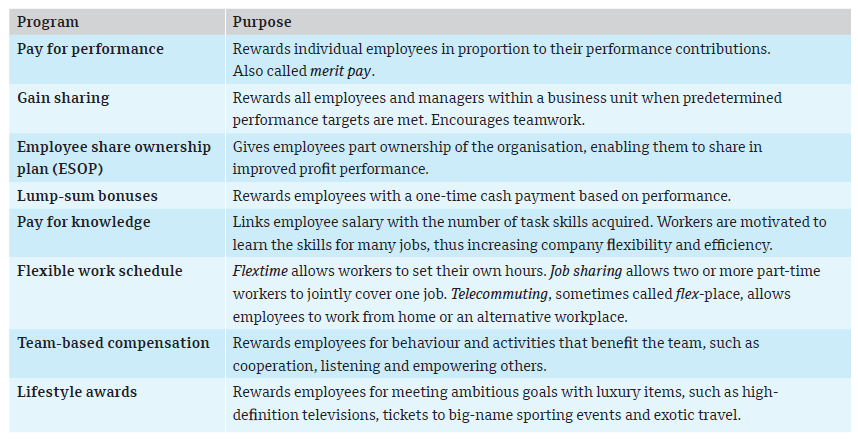 Program Purpose
Pay for performance Rewards individual employees in proportion to their performance contributions.
Also called merit pay.
Gain sharing Rewards all employees and managers within a business unit when predetermined
performance targets are met. Encourages teamwork.
Employee share ownership Gives employees part ownership of the organisation, enabling them to share in
plan (ESOP) improved profit performance.
Lump-sum bonuses Rewards employees with a one-time cash payment based on performance.
Pay for knowledge Links employee salary with the number of task skills acquired. Workers are motivated to
learn the skills for many jobs, thus increasing company flexibility and efficiency.
Flexible work schedule Flextime allows workers to set their own hours. Job sharing allows two or more part-time
workers to jointly cover one job. Telecommuting, sometimes called flex-place, allows
employees to work from home or an alternative workplace.
Team-based compensation Rewards employees for behaviour and activities that benefit the team, such as
cooperation, listening and empowering others.
Lifestyle awards Rewards employees for meeting ambitious goals with luxury items, such as high-
definition televisions, tickets to big-name sporting events and exotic travel.